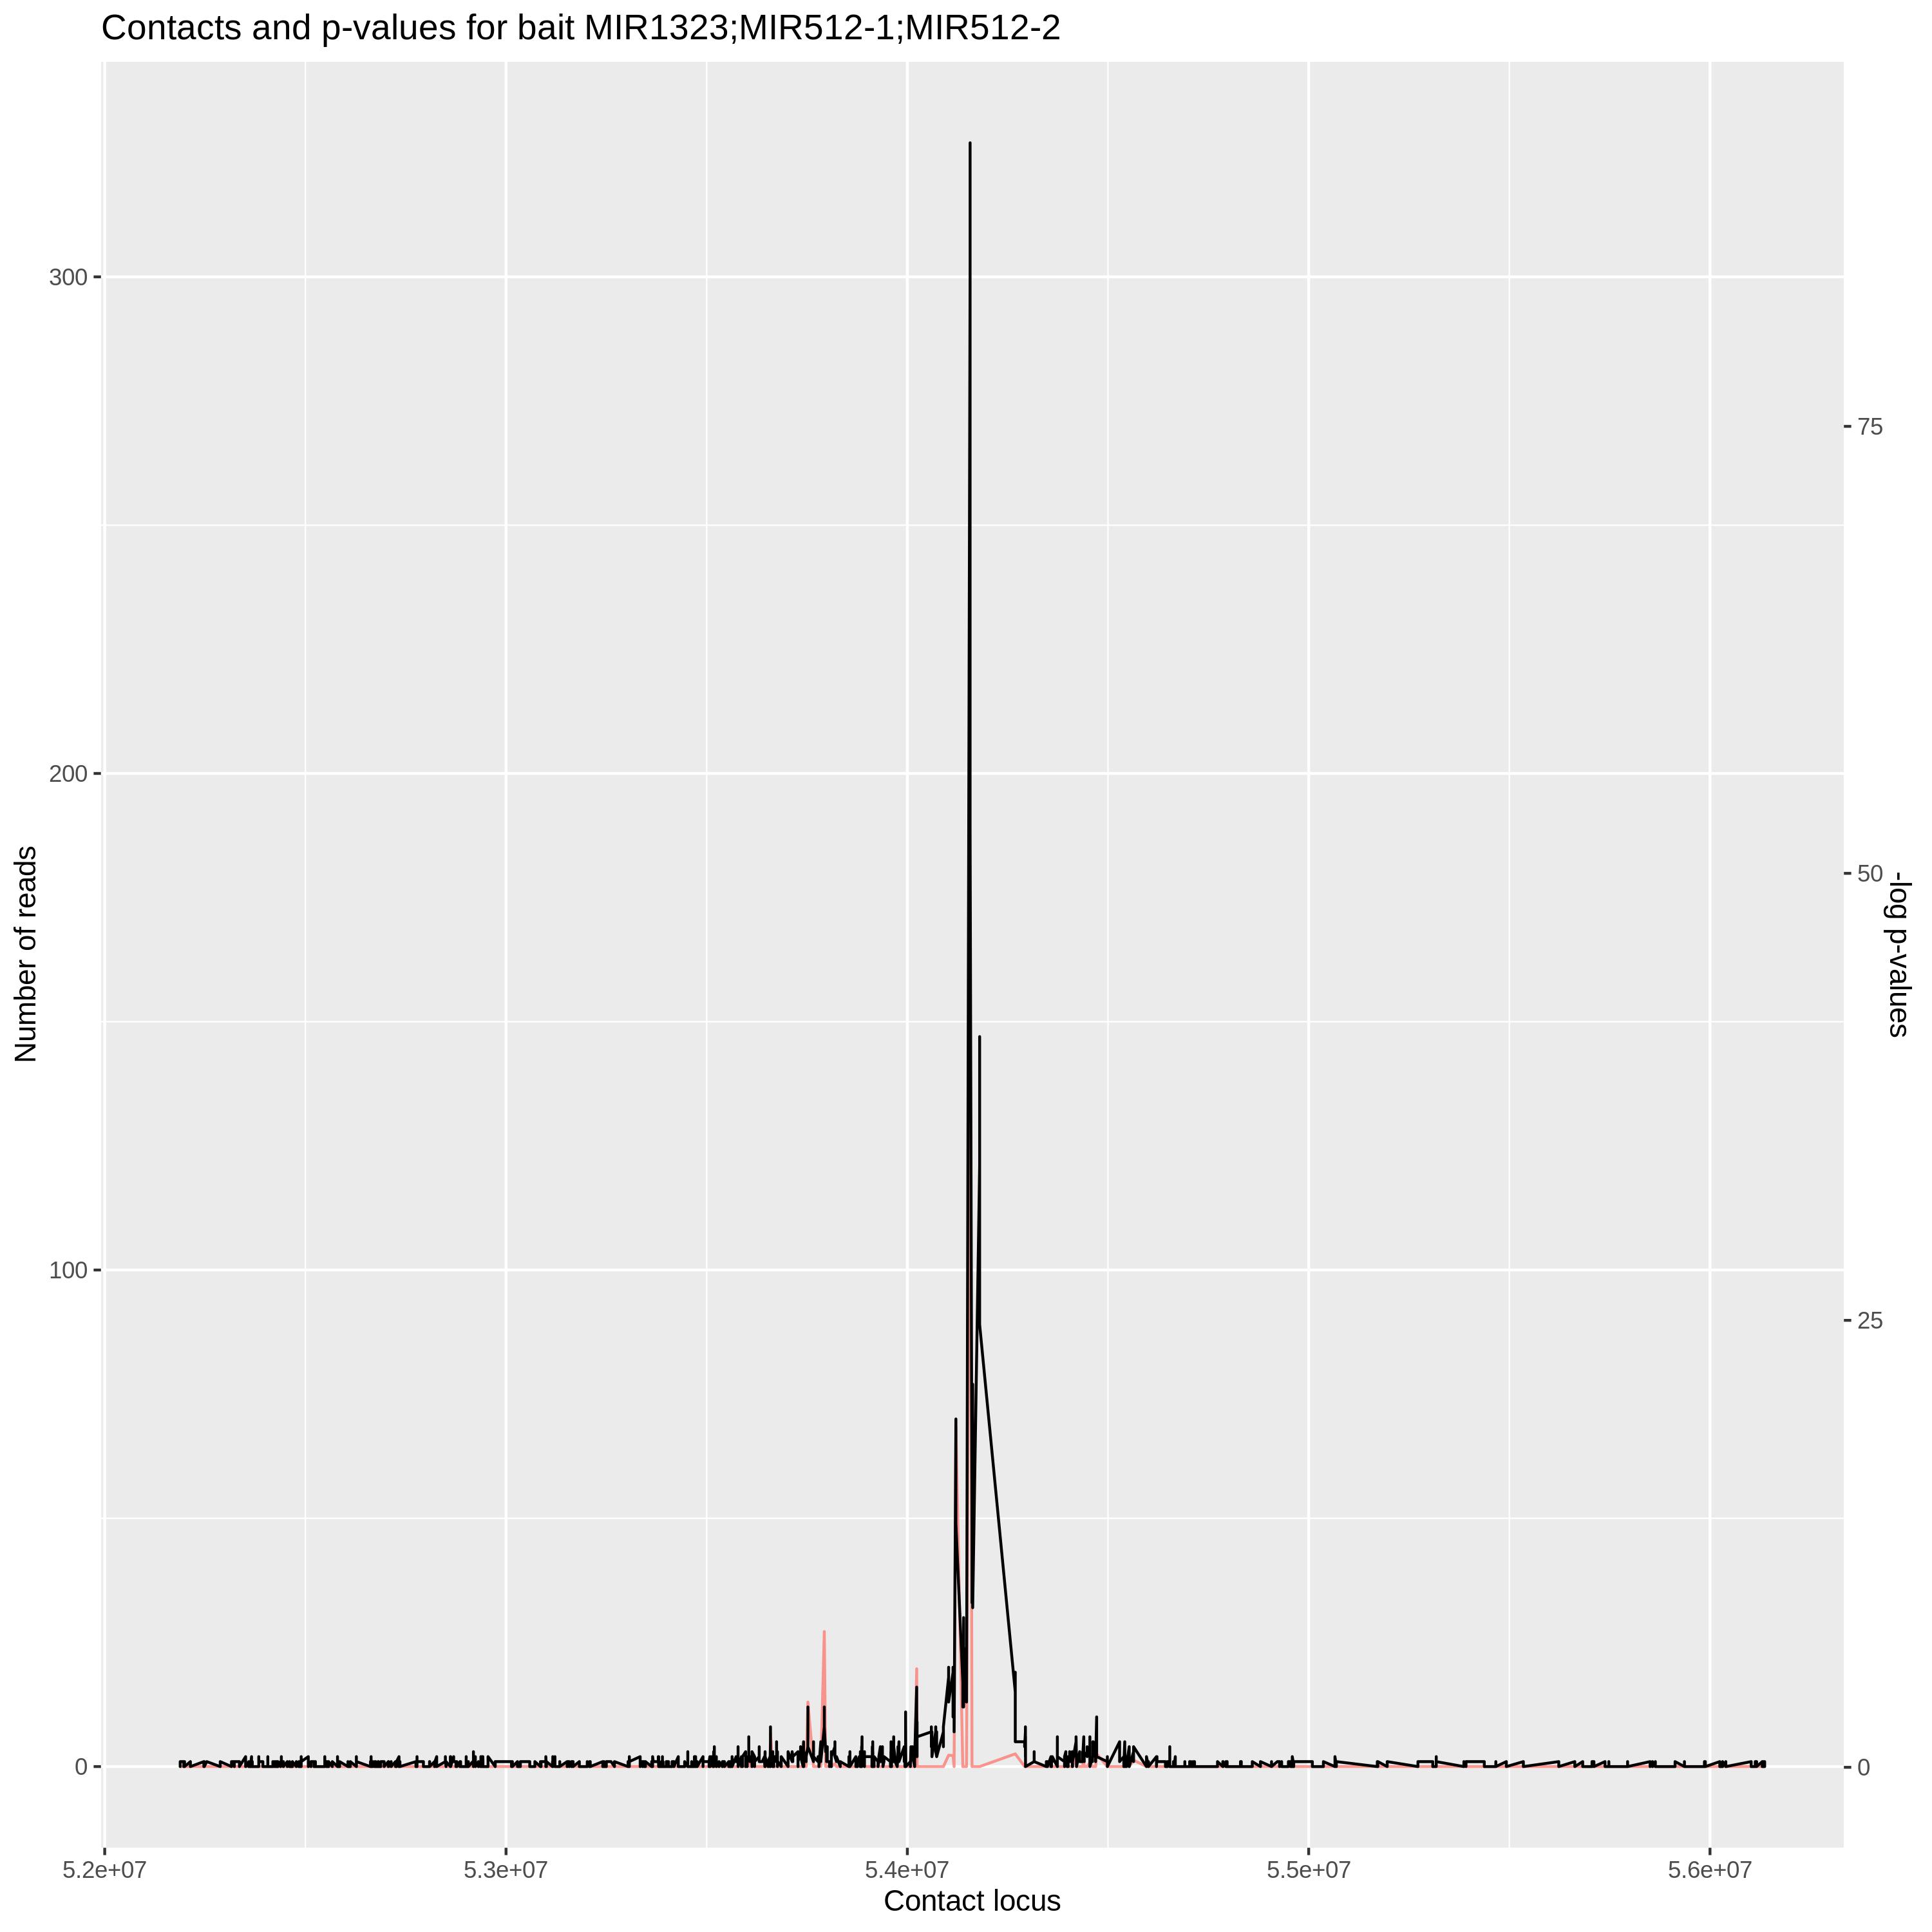 Contacts and p-values for bait MIR1323;MIR512-1;MIR512-2
300
200
100
0
Number of reads
75
50
25
0
-log p-values
5.2e+07 5.3e+07 5.4e+07 5.5e+07 5.6e+07
Contact locus